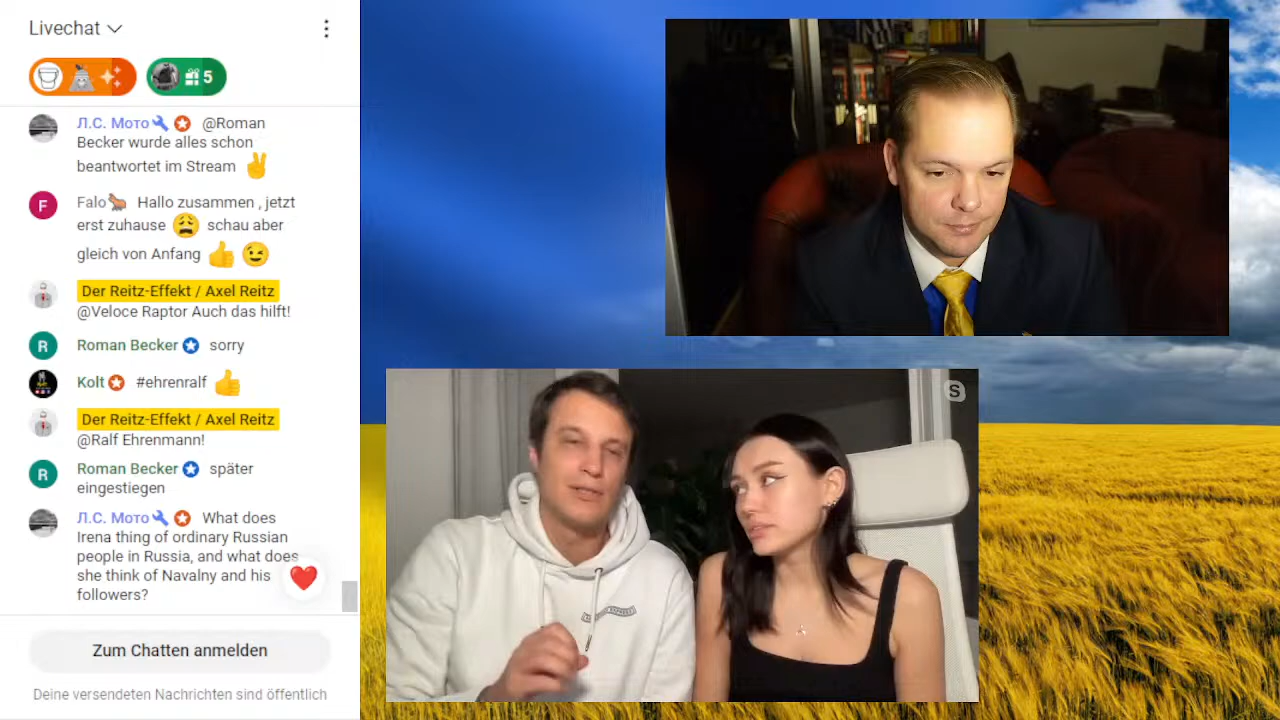 Livechat
5
Л.С. Мото @Roman
Becker wurde alles schon
beantwortet im Stream ✌️
F
Falo🐎 Hallo zusammen , jetzt
erst zuhause 😩 schau aber
gleich von Anfang 👍 😉
Der Reitz-Effekt / Axel Reitz
@Veloce Raptor Auch das hilft!
R
Roman Becker sorry
Kolt #ehrenralf 👍
Der Reitz-Effekt / Axel Reitz
@Ralf Ehrenmann!
R
Roman Becker später
eingestiegen
Л.С. Мото What does
Irena thing of ordinary Russian
people in Russia, and what does
she think of Navalny and his
followers?
Zum Chatten anmelden
Deine versendeten Nachrichten sind öffentlich
S